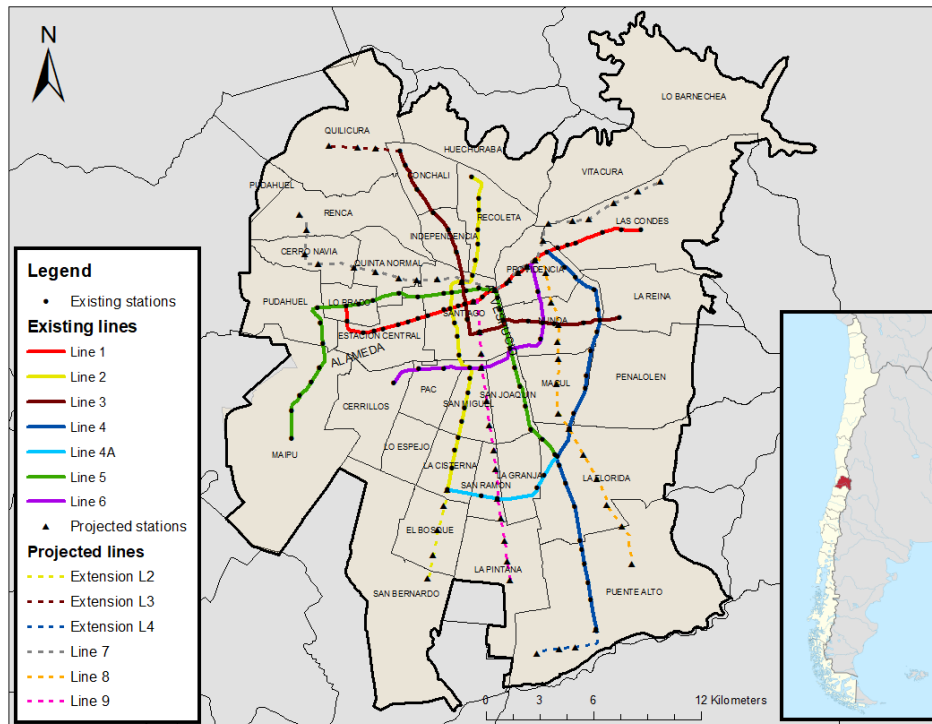 N
LO BARNECHEA
QUILICURA
HUECHURABA
VITACURA
CONCHALI
PUDAHUEL
RENCA
RECOLETA
LAS CONDES
INDEPENDENCIA
CERRO NAVIA
QUINTA NORMAL
PROVIDENCIA
PUDAHUEL
LO PRADO
LA REINA
SANTIAGO
ESTACION CENTRAL
ALAMEDA
PENALOLEN
PAC
CERRILLOS
SAN MIGUEL
SAN JOAQUIN
LO ESPEJO
MAIPU
LA CISTERNA
LA GRANJA
SAN RAMON
LA FLORIDA
EL BOSQUE
LA PINTANA
SAN BERNARDO
PUENTE ALTO
Legend
Existing stations
Existing lines
Line 1
Line 2
Line 3
Line 4
Line 4A
Line 5
Line 6
Projected stations
Projected lines
Extension L2
Extension L3
Extension L4
Line 7
Line 8
Line 9
0 3 6 12 Kilometers